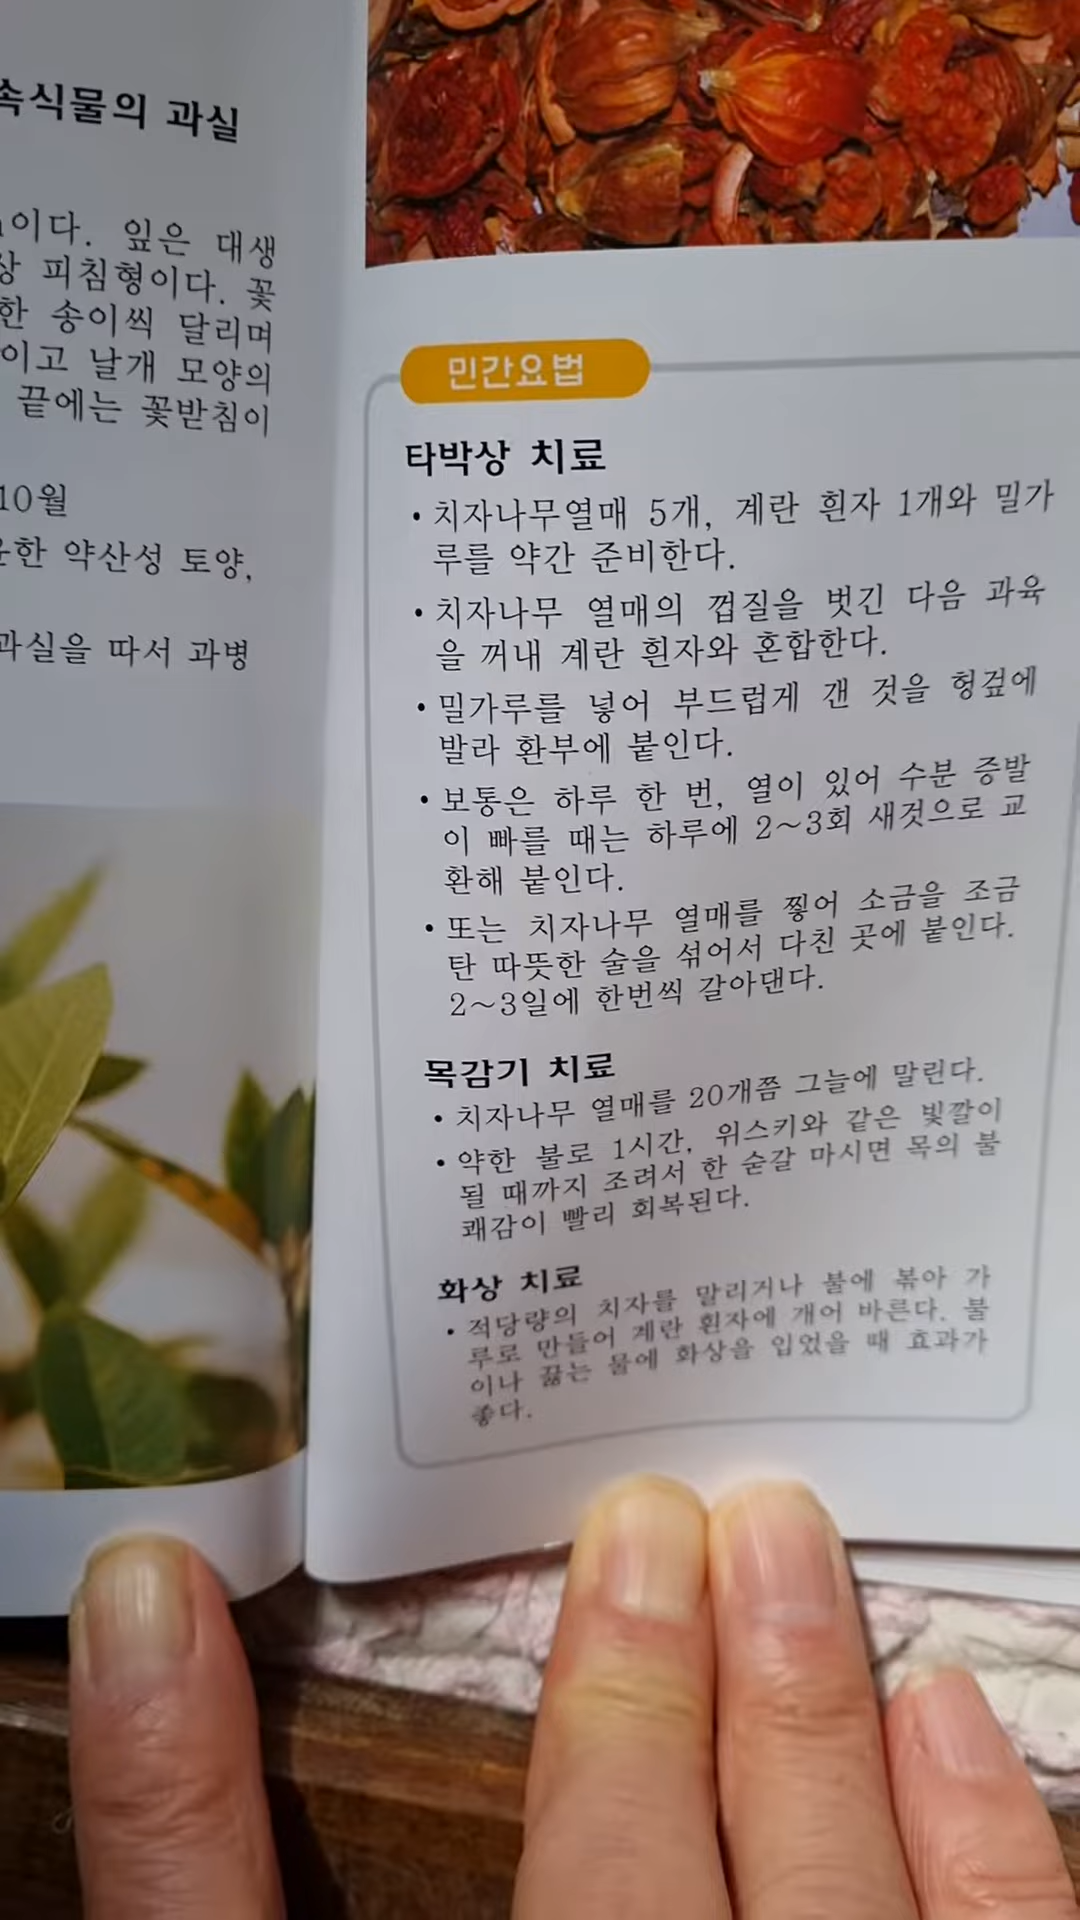 속식물의 과실
이다. 잎은 대생
상 피침형이다. 꽃
한 송이씩 달리며
이고 날개 모양의
끝에는 꽃받침이
10월
한 약산성 토양,
과실을 따서 과병
민간요법
타박상 치료
• 치자나무열매 5개, 계란 흰자 1개와 밀가
루를 약간 준비한다.
• 치자나무 열매의 껍질을 벗긴 다음 과육
을 꺼내 계란 흰자와 혼합한다.
• 밀가루를 넣어 부드럽게 갠 것을 헝겊에
발라 환부에 붙인다.
• 보통은 하루 한 번, 열이 있어 수분 증발
이 빠를 때는 하루에 2~3회 새것으로 교
환해 붙인다.
• 또는 치자나무 열매를 찧어 소금을 조금
탄 따뜻한 술을 섞어서 다친 곳에 붙인다.
2~3일에 한번씩 갈아댄다.
목감기 치료
• 치자나무 열매를 20개쯤 그늘에 말린다.
• 약한 불로 1시간, 위스키와 같은 빛깔이
될 때까지 조려서 한 숟갈 마시면 목의 불
쾌감이 빨리 회복된다.
화상 치료
• 적당량의 치자를 말리거나 불에 볶아 가
루로 만들어 계란 흰자에 개어 바른다. 불
이나 끓는 물에 화상을 입었을 때 효과가
좋다.